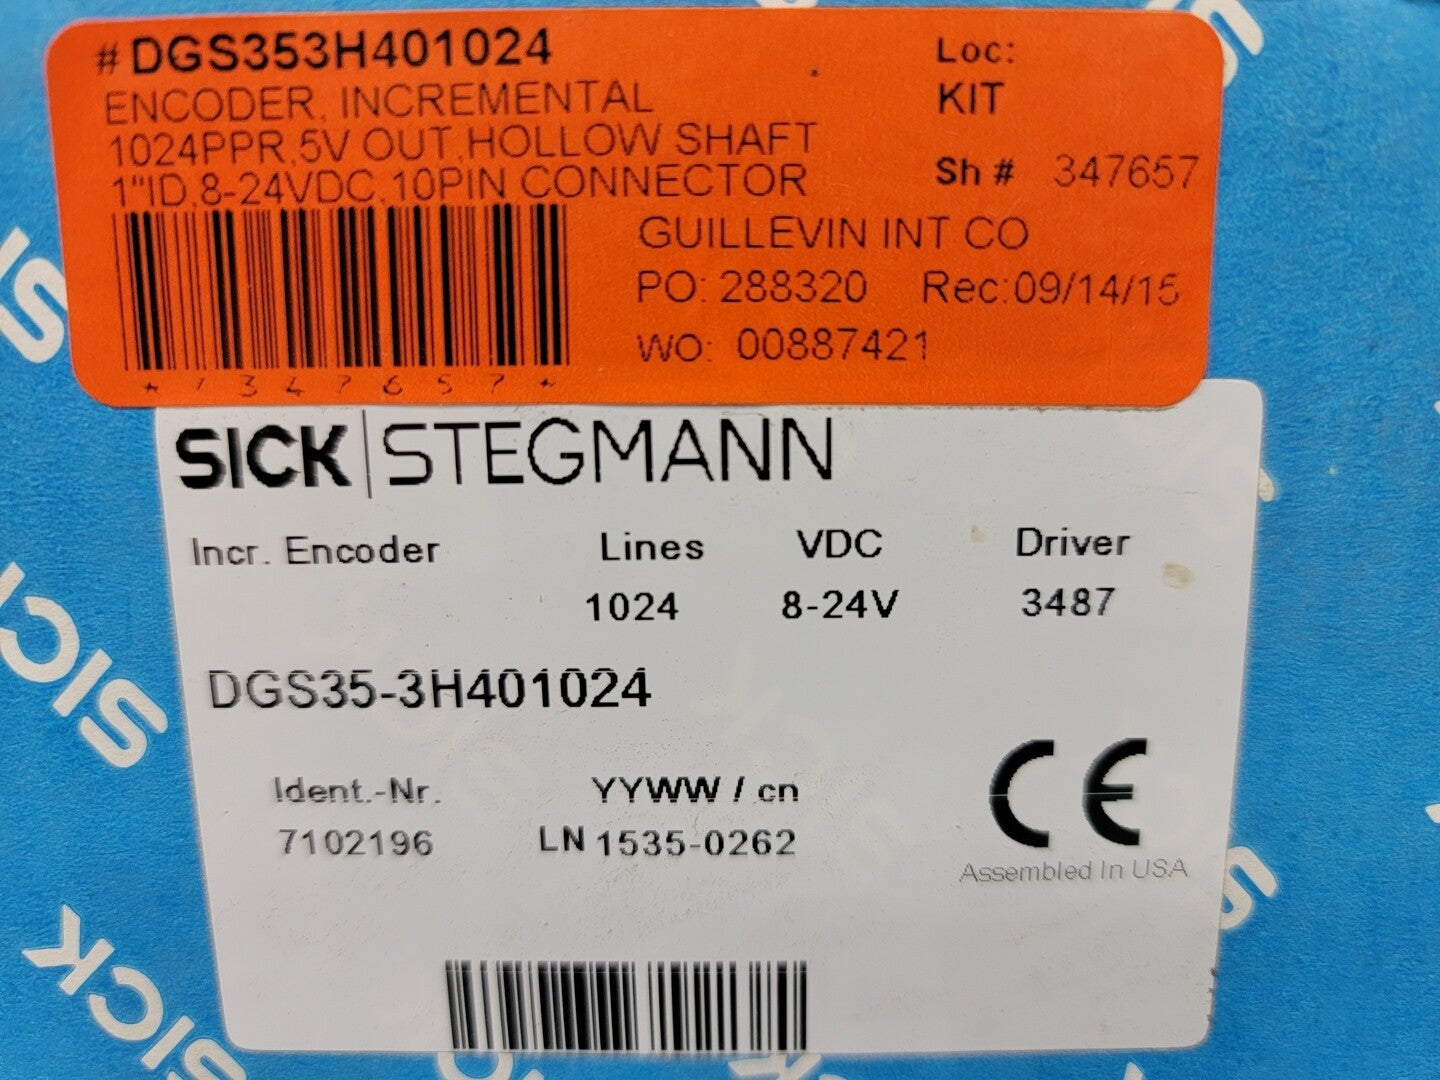 # DGS353H401024
Loc:
ENCODER, INCREMENTAL
KIT
1024PPR,5V OUT,HOLLOW SHAFT
1"ID,8-24VDC,10PIN CONNECTOR
Sh # 347657
GUILLEVIN INT CO
PO: 288320 Rec:09/14/15
WO: 00887421
SICK STEGMANN
Incr. Encoder Lines VDC Driver
1024 8-24V 3487
DGS35-3H401024
Ident.-Nr. YYWW / cn
7102196 LN 1535-0262
CE
Assembled In USA
SICK
SICK